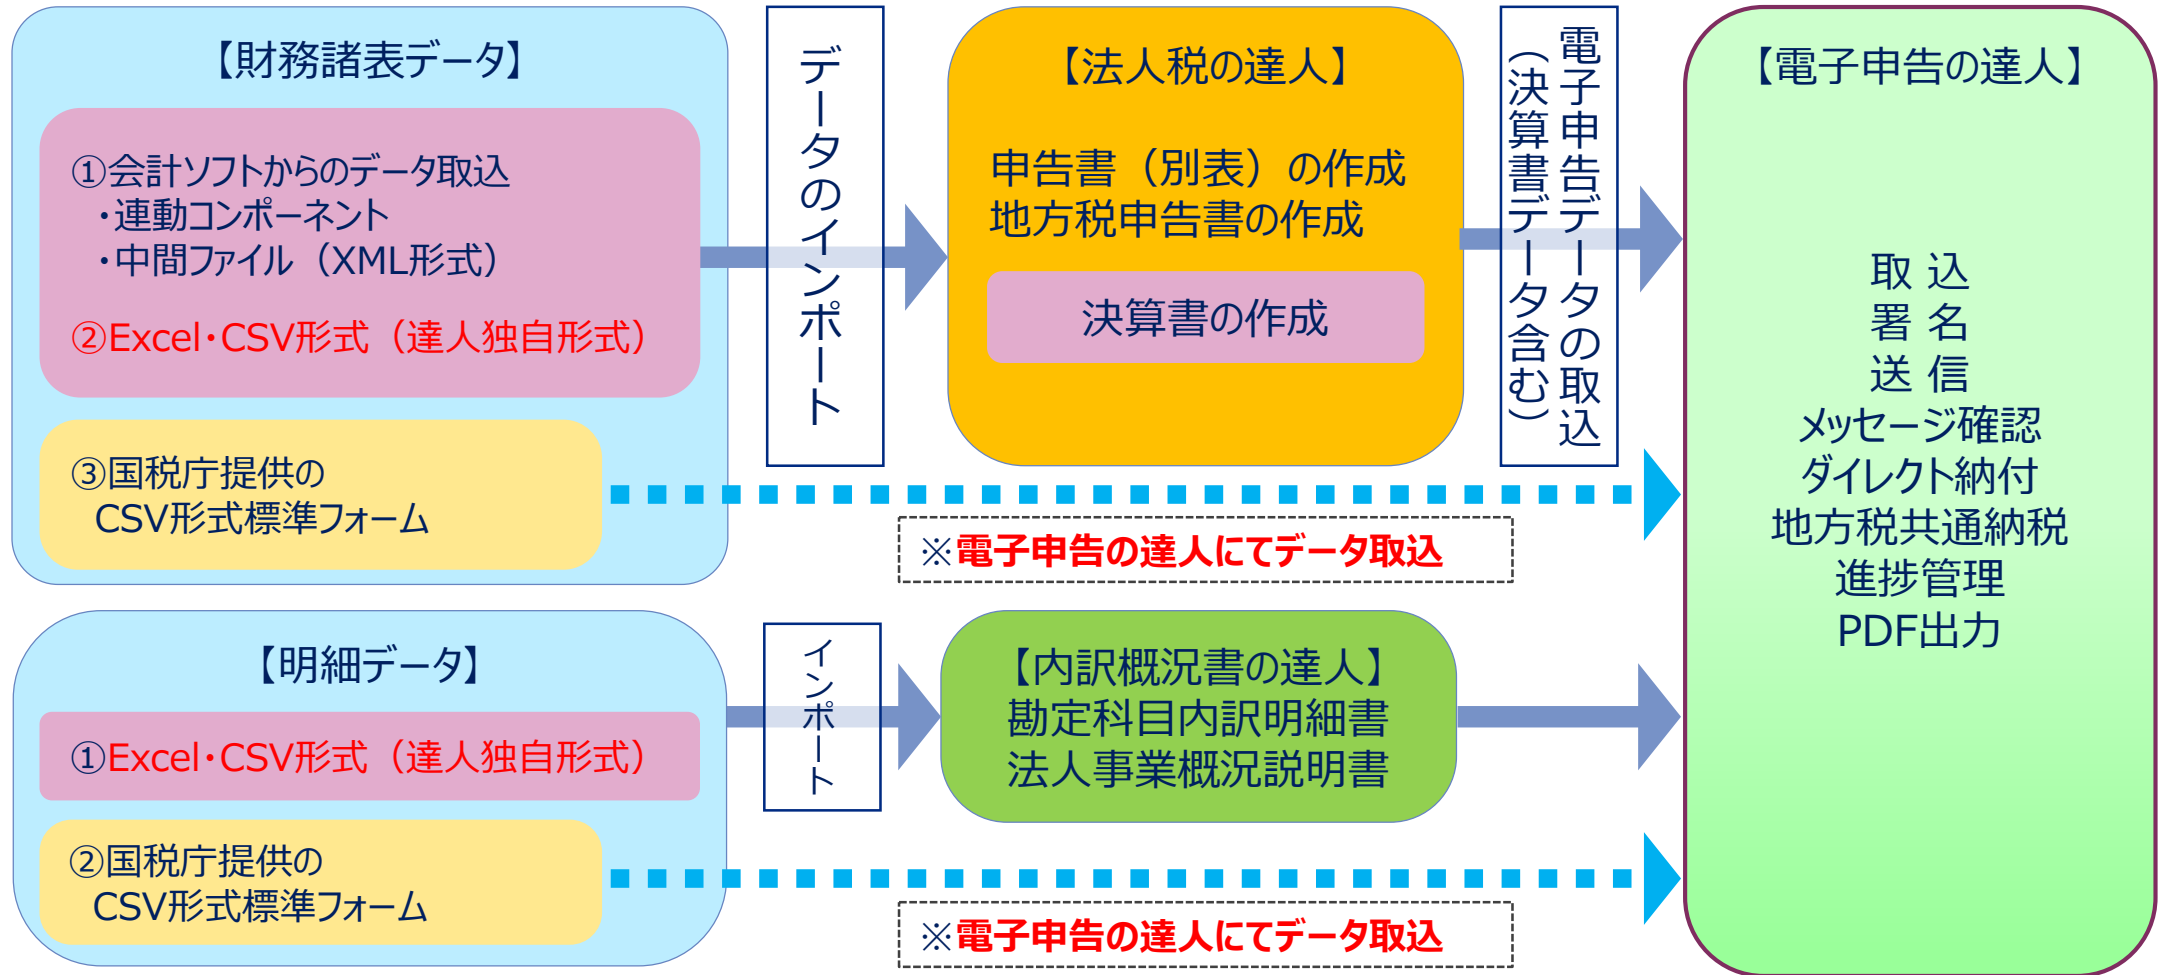 【財務諸表データ】
①会計ソフトからのデータ取込
・連動コンポーネント
・中間ファイル（XML形式）
②Excel・CSV形式（達人独自形式）
③国税庁提供の
CSV形式標準フォーム
データのインポート
【法人税の達人】
申告書（別表）の作成
地方税申告書の作成
決算書の作成
電子申告データの取込
（決算書データ含む）
※電子申告の達人にてデータ取込
【明細データ】
①Excel・CSV形式（達人独自形式）
②国税庁提供の
CSV形式標準フォーム
インポート
【内訳概況書の達人】
勘定科目内訳明細書
法人事業概況説明書
※電子申告の達人にてデータ取込
【電子申告の達人】
取 込
署 名
送 信
メッセージ確認
ダイレクト納付
地方税共通納税
進捗管理
PDF出力